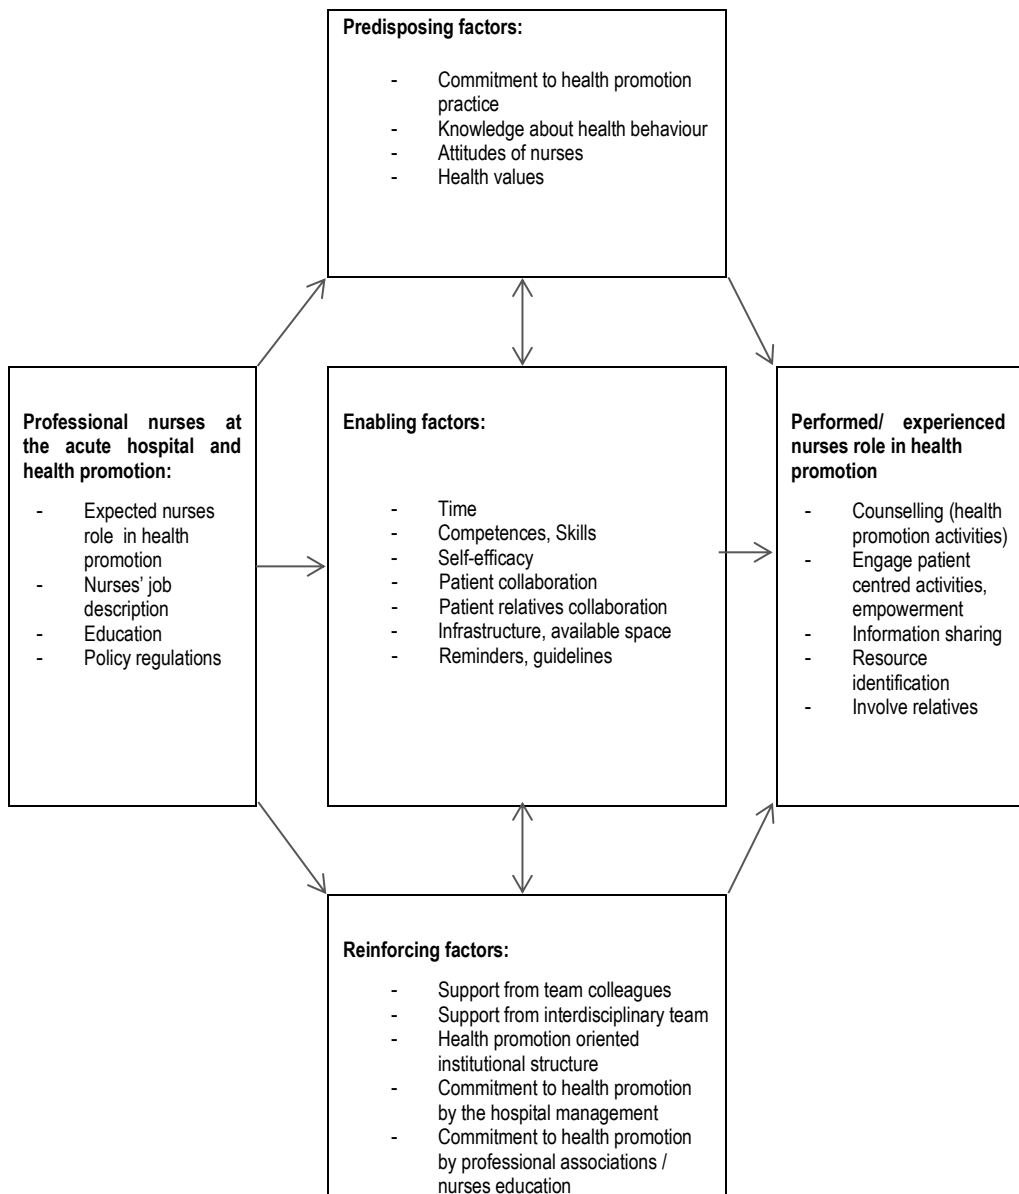 Predisposing factors:
- Commitment to health promotion
practice
- Knowledge about health behaviour
- Attitudes of nurses
- Health values
Professional nurses at
the acute hospital and
health promotion:
- Expected nurses
role in health
promotion
- Nurses' job
description
- Education
- Policy regulations
Enabling factors:
- Time
- Competences, Skills
- Self-efficacy
- Patient collaboration
- Patient relatives collaboration
- Infrastructure, available space
- Reminders, guidelines
Performed/ experienced
nurses role in health
promotion
- Counselling (health
promotion activities)
- Engage patient
centred activities,
empowerment
- Information sharing
- Resource
identification
- Involve relatives
Reinforcing factors:
- Support from team colleagues
- Support from interdisciplinary team
- Health promotion oriented
institutional structure
- Commitment to health promotion
by the hospital management
- Commitment to health promotion
by professional associations /
nurses education